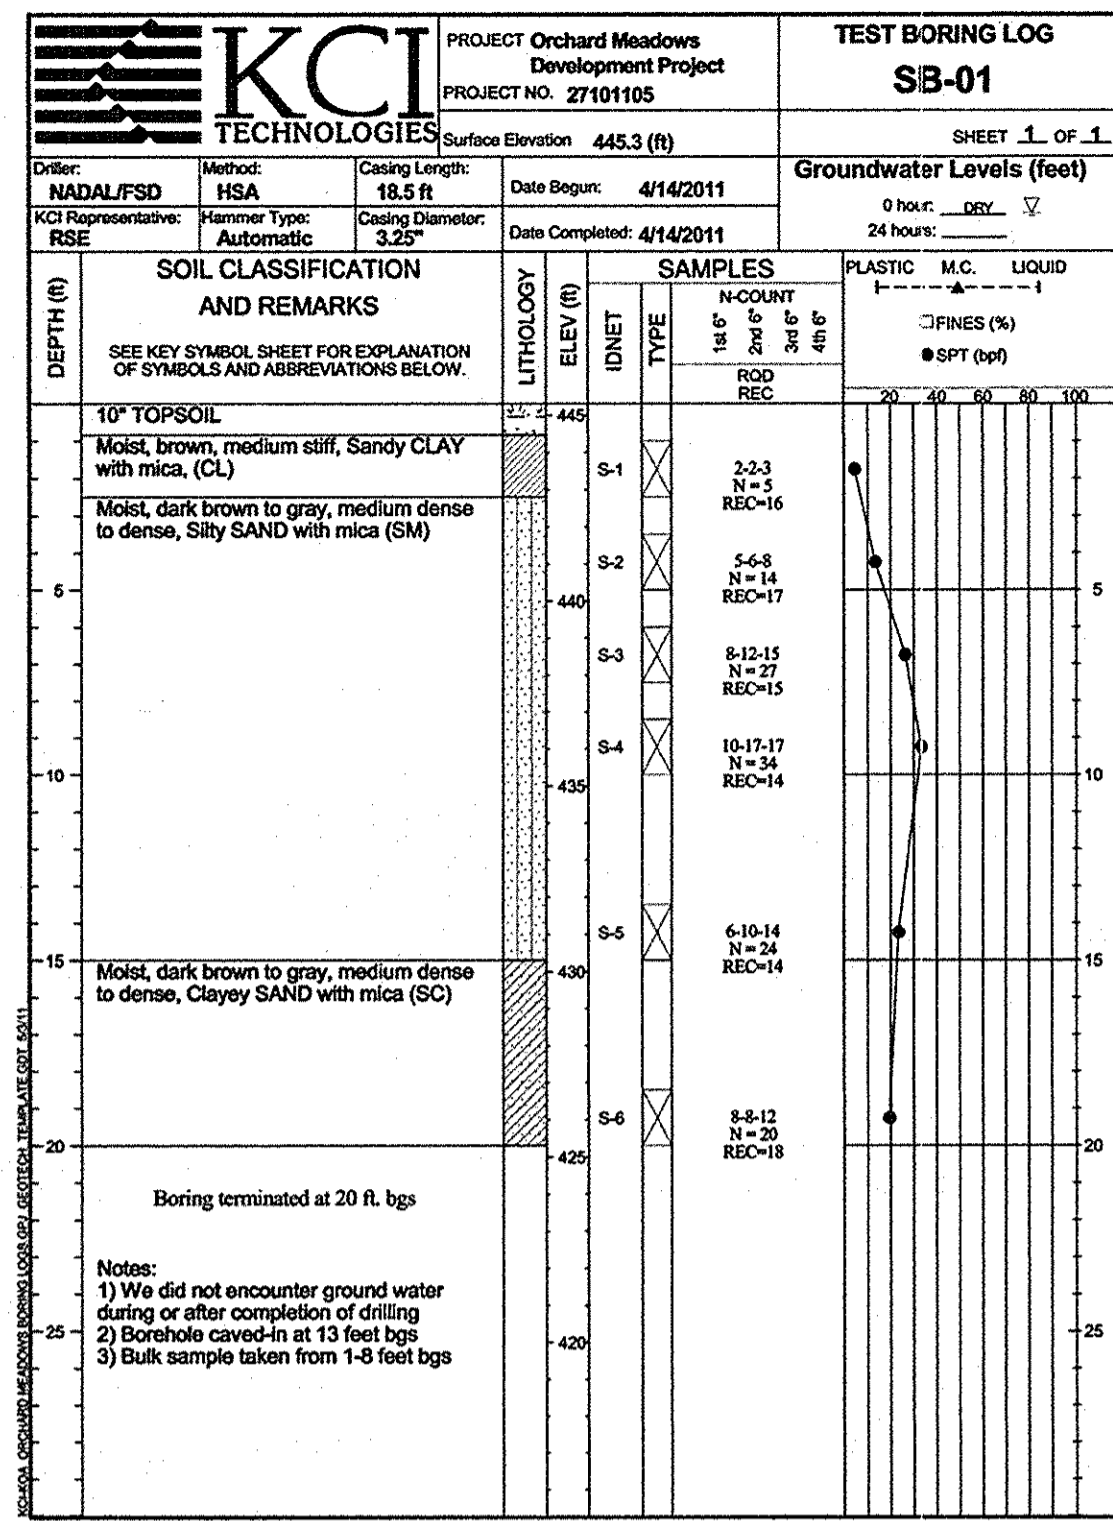 KCI
TECHNOLOGIES
PROJECT Orchard Meadows
Development Project
PROJECT NO. 27101105
Surface Elevation 445.3 (ft)
TEST BORING LOG
SB-01
SHEET 1 OF 1
Driller:
NADAL/FSD
Method:
HSA
Casing Length:
18.5 ft
Date Begun: 4/14/2011
KCI Representative:
RSE
Hammer Type:
Automatic
Casing Diameter:
3.25"
Date Completed: 4/14/2011
Groundwater Levels (feet)
0 hour: DRY
24 hours:
DEPTH (ft)
SOIL CLASSIFICATION
AND REMARKS
SEE KEY SYMBOL SHEET FOR EXPLANATION
OF SYMBOLS AND ABBREVIATIONS BELOW.
LITHOLOGY
ELEV (ft)
SAMPLES
IDNET
TYPE
N-COUNT
1st 6"
2nd 6"
3rd 6"
4th 6"
RQD
REC
PLASTIC M.C. LIQUID
FINES (%)
SPT (bpf)
20 40 60 80 100
10" TOPSOIL
445
Moist, brown, medium stiff, Sandy CLAY
with mica, (CL)
S-1
2-2-3
N = 5
REC=16
Moist, dark brown to gray, medium dense
to dense, Silty SAND with mica (SM)
S-2
5-6-8
N = 14
REC=17
5
440
5
S-3
8-12-15
N = 27
REC=15
S-4
10-17-17
N = 34
REC=14
10
435
10
S-5
6-10-14
N = 24
REC=14
15
Moist, dark brown to gray, medium dense
to dense, Clayey SAND with mica (SC)
430
15
S-6
8-8-12
N = 20
REC=18
20
425
20
Boring terminated at 20 ft. bgs
Notes:
1) We did not encounter ground water
during or after completion of drilling
2) Borehole caved-in at 13 feet bgs
3) Bulk sample taken from 1-8 feet bgs
25
420
25
KCI-KOA ORCHARD MEADOWS BORING LOGS.GPJ GEOTECH_TEMPLATE.GDT 5/3/11